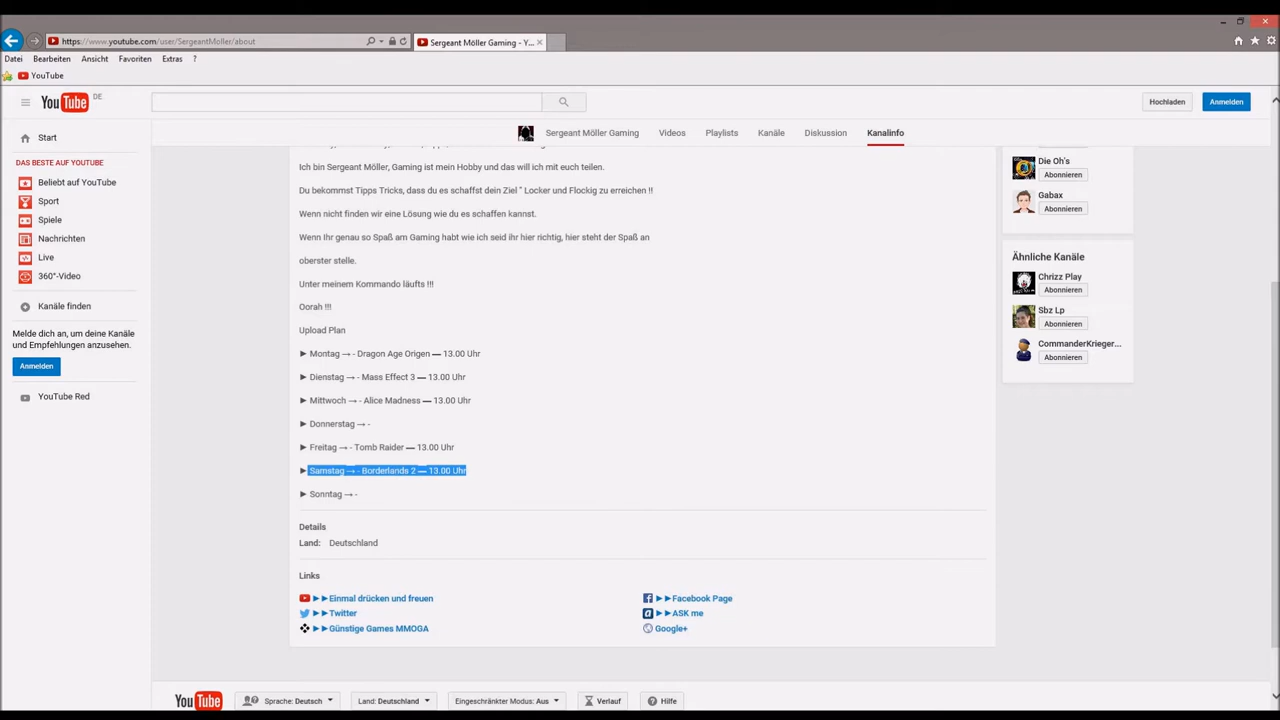 https://www.youtube.com/user/SergeantMoller/about
Sergeant Möller Gaming - Y...
Datei Bearbeiten Ansicht Favoriten Extras ?
YouTube
YouTube DE
Hochladen
Anmelden
Sergeant Möller Gaming Videos Playlists Kanäle Diskussion Kanalinfo
Start
DAS BESTE AUF YOUTUBE
Beliebt auf YouTube
Sport
Spiele
Nachrichten
Live
360°-Video
Kanäle finden
Melde dich an, um deine Kanäle
und Empfehlungen anzusehen.
Anmelden
YouTube Red
Ich bin Sergeant Möller, Gaming ist mein Hobby und das will ich mit euch teilen.
Du bekommst Tipps Tricks, dass du es schaffst dein Ziel " Locker und Flockig zu erreichen !!
Wenn nicht finden wir eine Lösung wie du es schaffen kannst.
Wenn Ihr genau so Spaß am Gaming habt wie ich seid ihr hier richtig, hier steht der Spaß an
oberster stelle.
Unter meinem Kommando läufts !!!
Oorah !!!
Upload Plan
► Montag → - Dragon Age Origen ▬ 13.00 Uhr
► Dienstag → - Mass Effect 3 ▬ 13.00 Uhr
► Mittwoch → - Alice Madness ▬ 13.00 Uhr
► Donnerstag → -
► Freitag → - Tomb Raider ▬ 13.00 Uhr
► Samstag → - Borderlands 2 ▬ 13.00 Uhr
► Sonntag → -
Details
Land: Deutschland
Links
►►Einmal drücken und freuen
►►Twitter
►►Günstige Games MMOGA
►►Facebook Page
►►ASK me
Google+
Die Oh's
Abonnieren
Gabax
Abonnieren
Ähnliche Kanäle
Chrizz Play
Abonnieren
Sbz Lp
Abonnieren
CommanderKrieger...
Abonnieren
YouTube
Sprache: Deutsch
Land: Deutschland
Eingeschränkter Modus: Aus
Verlauf
Hilfe